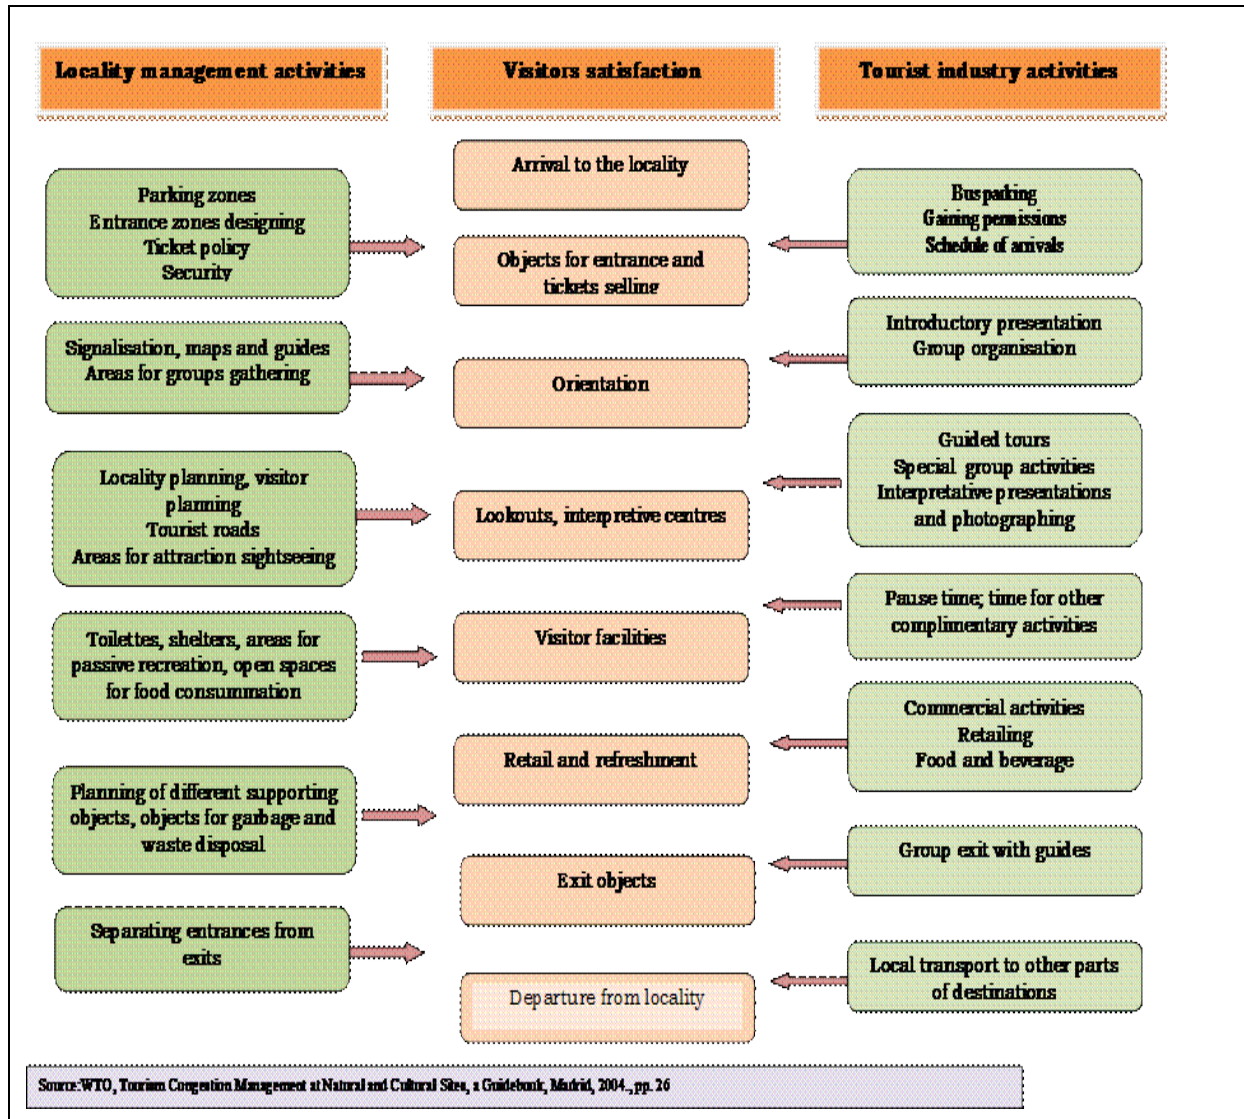 Locality management activities
Visitors satisfaction
Tourist industry activities
Parking zones
Entrance zones designing
Ticket policy
Security
Signalisation, maps and guides
Areas for groups gathering
Locality planning, visitor
planning
Tourist roads
Areas for attraction sightseeing
Toilettes, shelters, areas for
passive recreation, open spaces
for food consummation
Planning of different supporting
objects, objects for garbage and
waste disposal
Separating entrances from
exits
Arrival to the locality
Objects for entrance and
tickets selling
Orientation
Lookouts, interpretive centres
Visitor facilities
Retail and refreshment
Exit objects
Departure from locality
Bus parking
Gaining permissions
Schedule of arrivals
Introductory presentation
Group organisation
Guided tours
Special group activities
Interpretative presentations
and photographing
Pause time; time for other
complimentary activities
Commercial activities
Retailing
Food and beverage
Group exit with guides
Local transport to other parts
of destinations
Source:WTO, Tourism Congestion Management at Natural and Cultural Sites, a Guidebook, Madrid, 2004., pp. 26